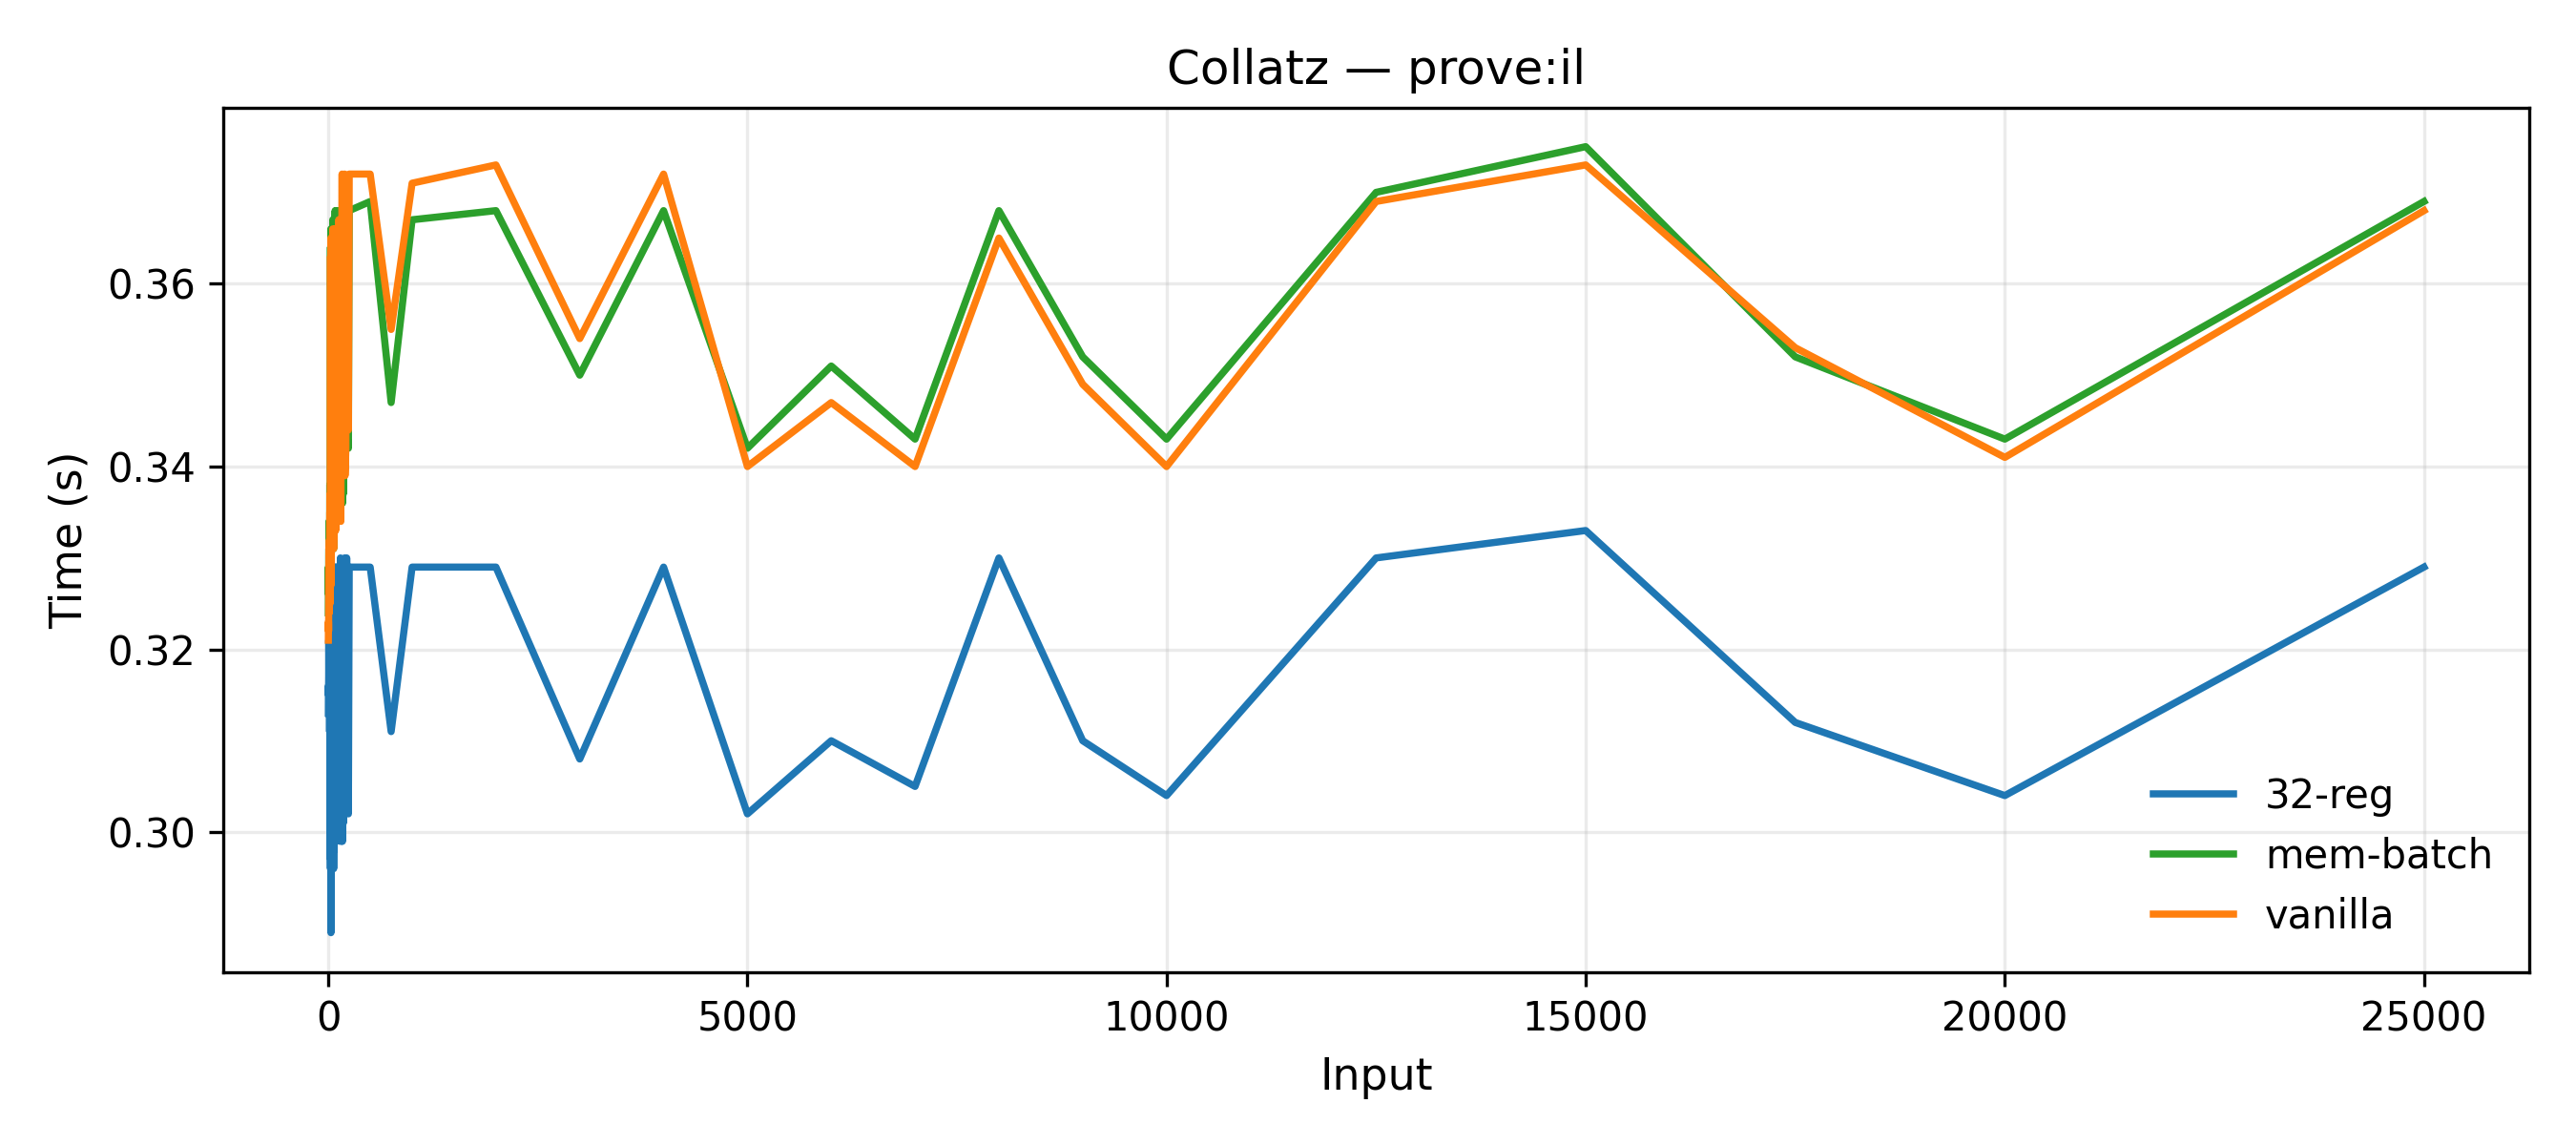 Collatz — prove:il
Time (s)
0.36
0.34
0.32
0.30
32-reg
mem-batch
vanilla
0 5000 10000 15000 20000 25000
Input